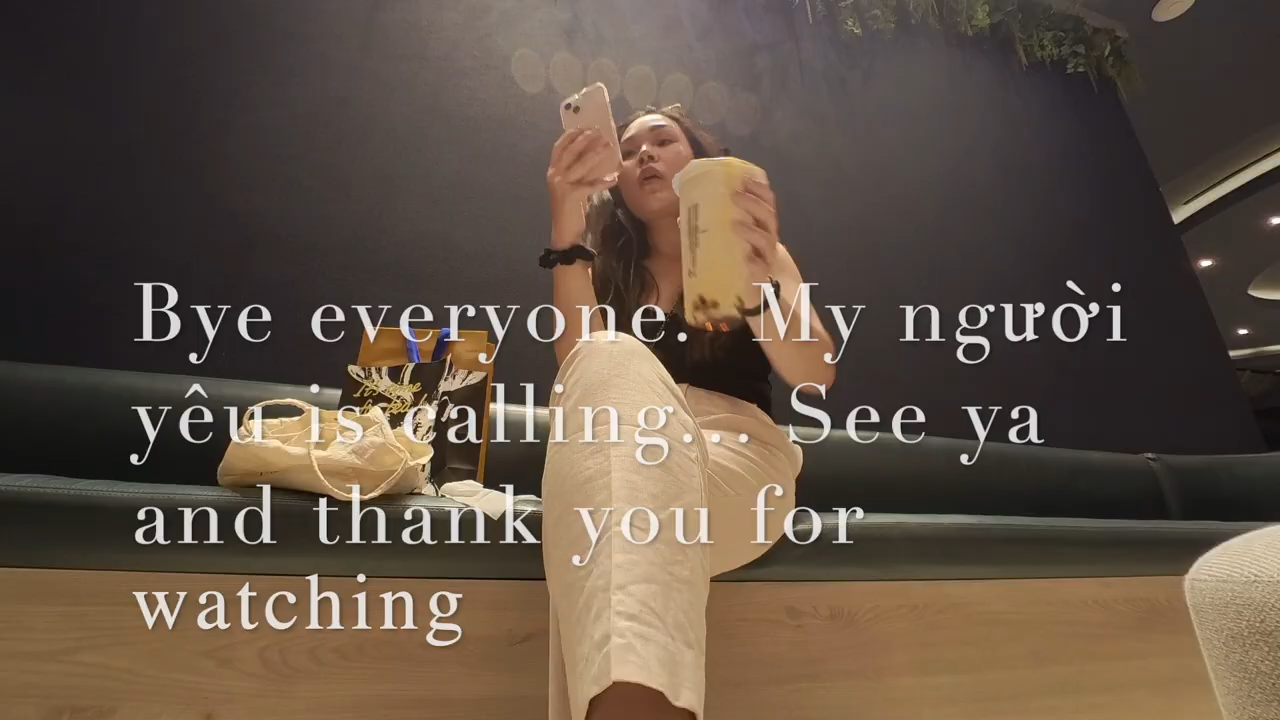 Bye everyone. My người
yêu is calling... See ya
and thank you for
watching